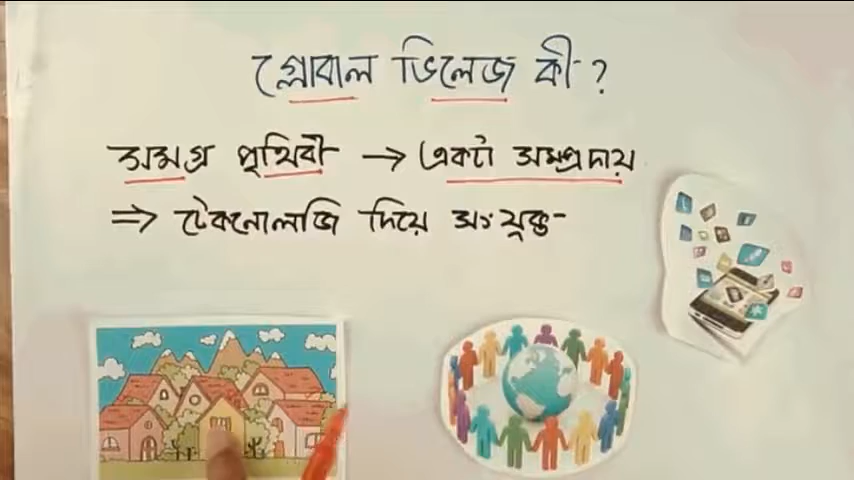 গ্লোবাল ভিলেজ কী?
সমগ্র পৃথিবী → একটা সম্প্রদায়
⇒ টেকনোলজি দিয়ে সংযুক্ত